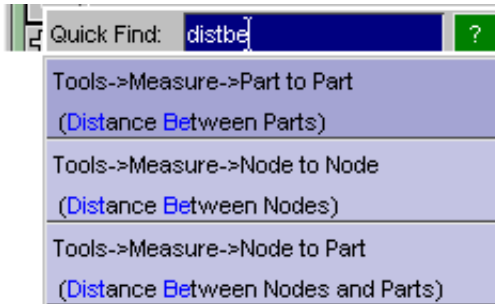 Quick Find: distbe ?
Tools->Measure->Part to Part
(Distance Between Parts)
Tools->Measure->Node to Node
(Distance Between Nodes)
Tools->Measure->Node to Part
(Distance Between Nodes and Parts)